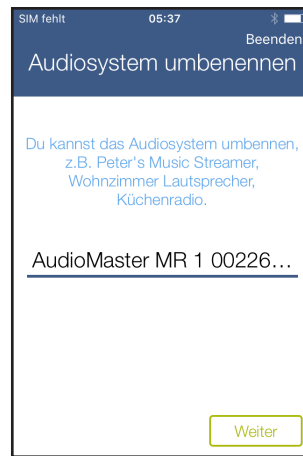 SIM fehlt 05:37
Beenden
Audiosystem umbenennen
Du kannst das Audiosystem umbennen,
z.B. Peter's Music Streamer,
Wohnzimmer Lautsprecher,
Küchenradio.
AudioMaster MR 1 00226...
Weiter